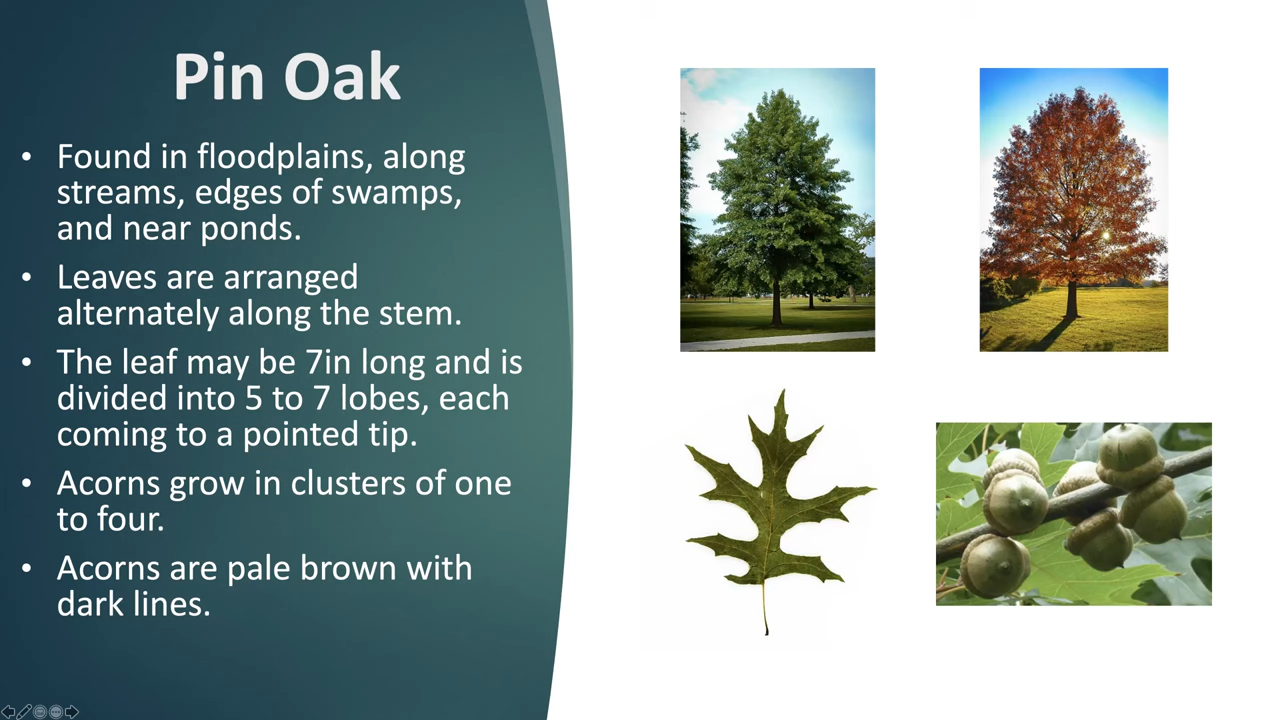 Pin Oak
• Found in floodplains, along
streams, edges of swamps,
and near ponds.
• Leaves are arranged
alternately along the stem.
• The leaf may be 7in long and is
divided into 5 to 7 lobes, each
coming to a pointed tip.
• Acorns grow in clusters of one
to four.
• Acorns are pale brown with
dark lines.